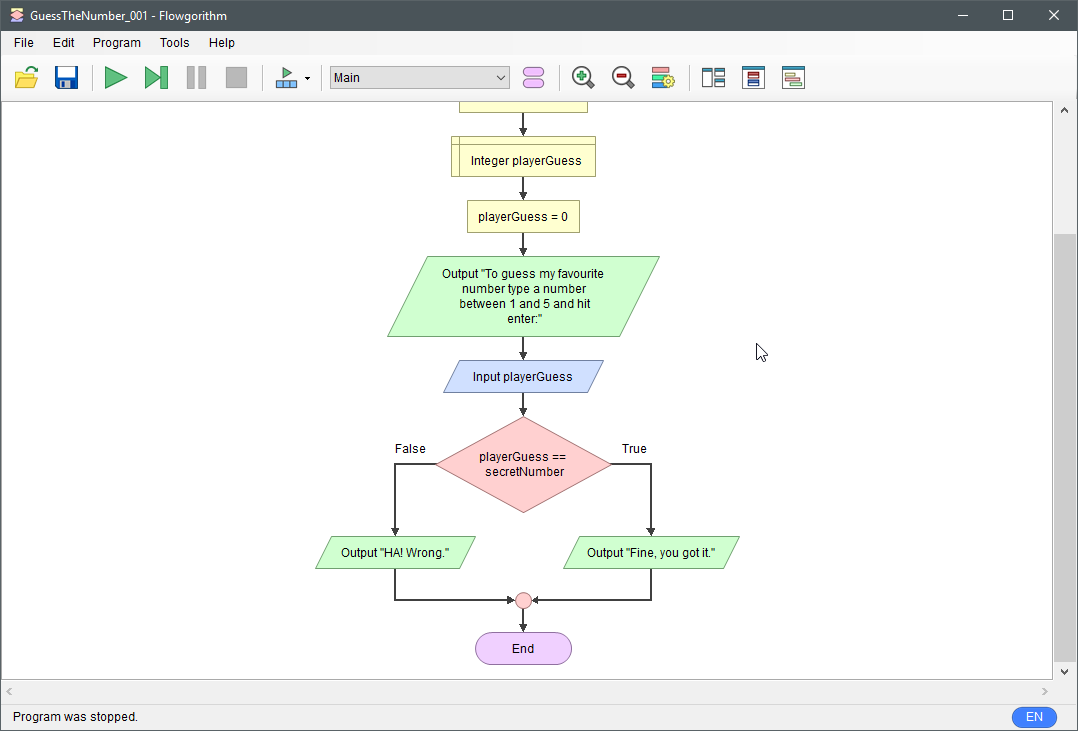 GuessTheNumber_001 - Flowgorithm
File Edit Program Tools Help
Main
Integer playerGuess
playerGuess = 0
Output "To guess my favourite
number type a number
between 1 and 5 and hit
enter:"
Input playerGuess
False
True
playerGuess ==
secretNumber
Output "HA! Wrong."
Output "Fine, you got it."
End
Program was stopped.
EN